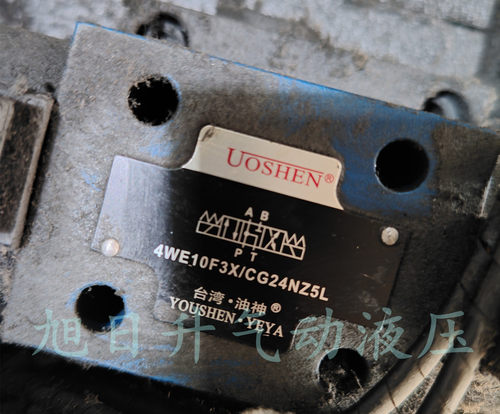 UOSHEN®
A B
P T
4WE10F3X/CG24NZ5L
台湾·油神®
YOUSHEN·YEYA
旭日升气动液压